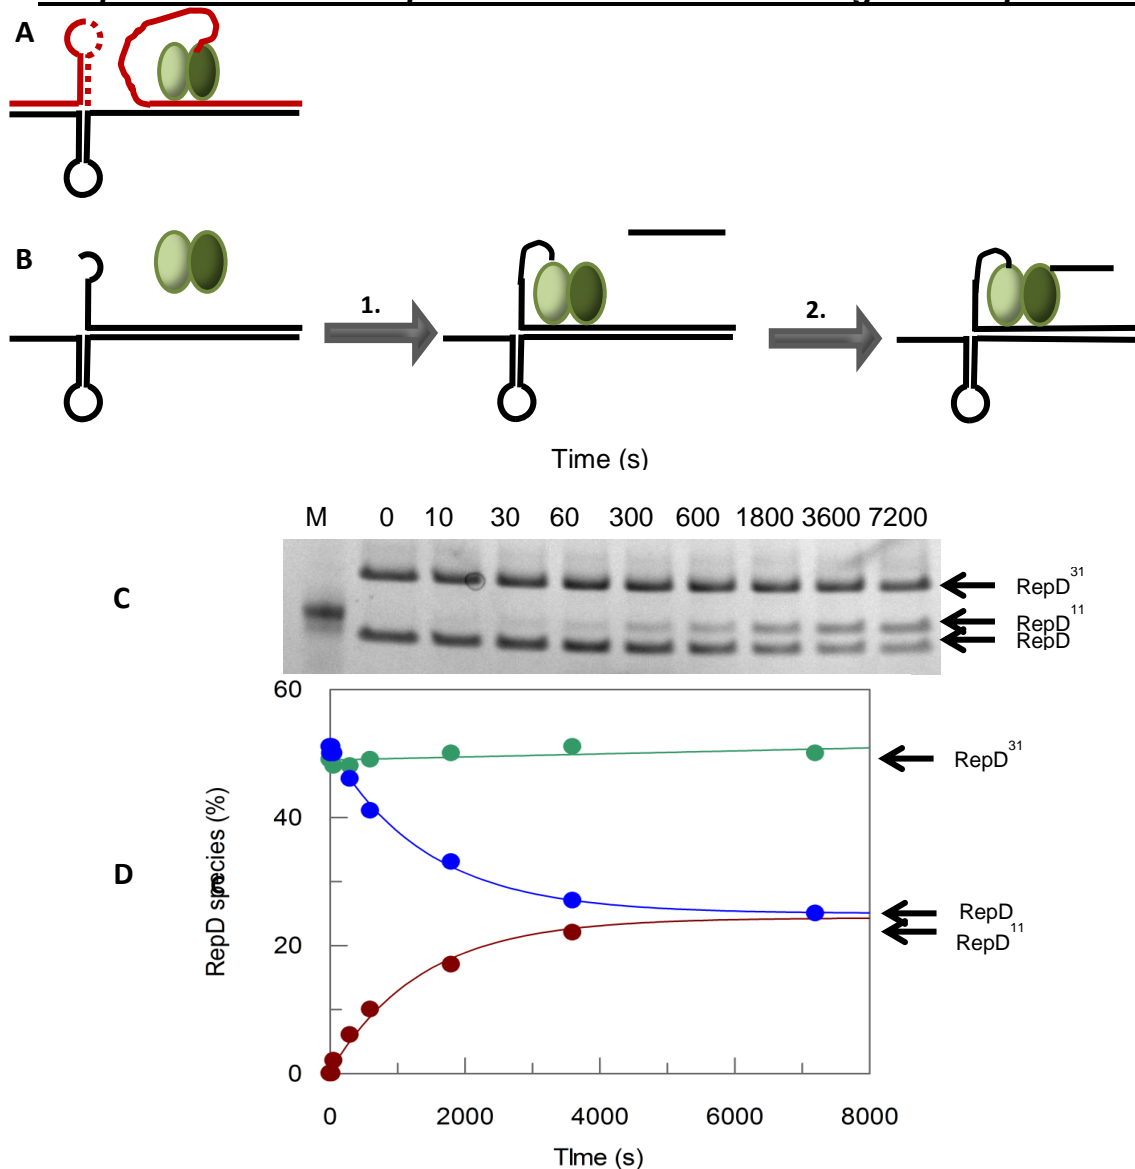 A
B
1.
2.
Time (s)
M 0 10 30 60 300 600 1800 3600 7200
C
RepD31
RepD11
RepD
60
40
20
0
RepD species (%)
D
RepD31
RepD
RepD11
0 2000 4000 6000 8000
TIme (s)